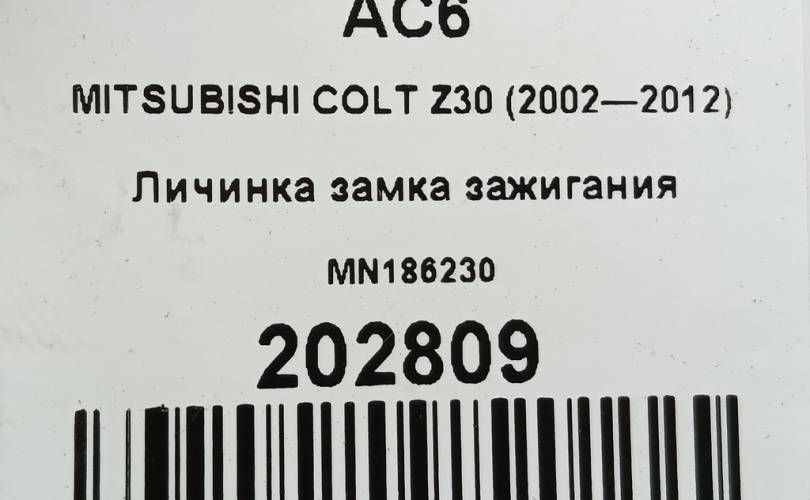 AC6
MITSUBISHI COLT Z30 (2002—2012)
Личинка замка зажигания
MN186230
202809